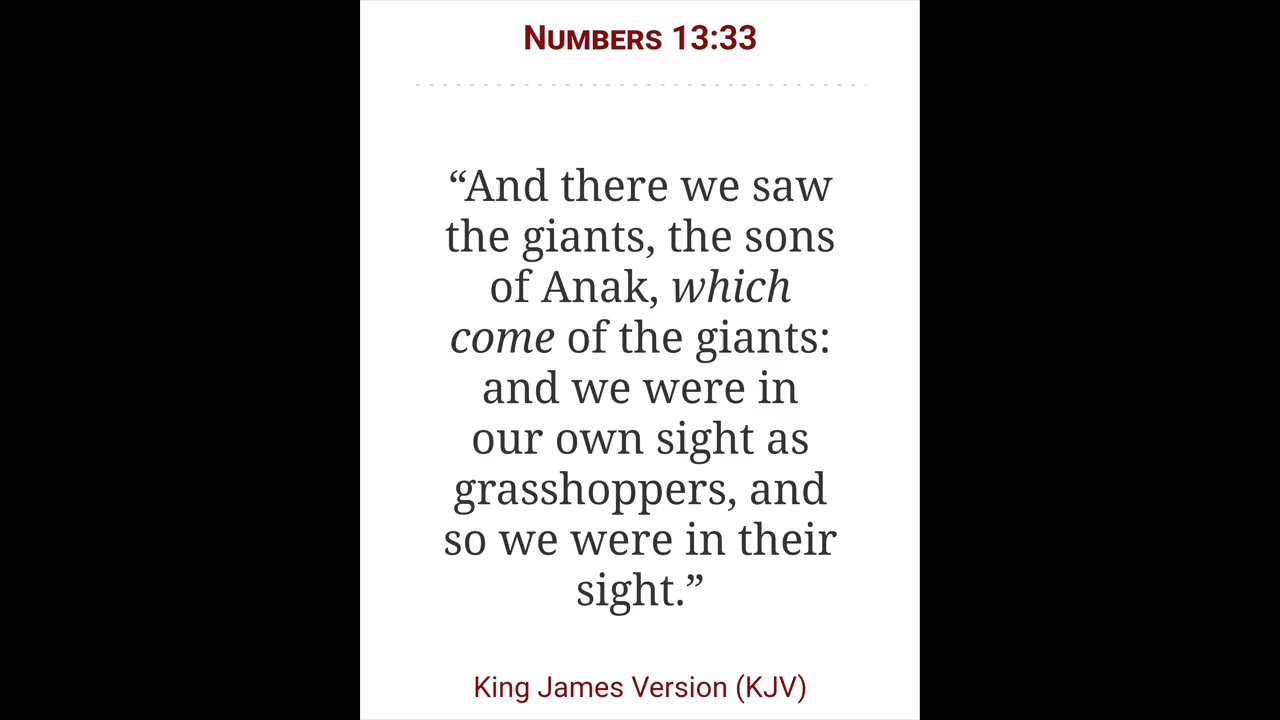 Numbers 13:33
“And there we saw
the giants, the sons
of Anak, which
come of the giants:
and we were in
our own sight as
grasshoppers, and
so we were in their
sight.”
King James Version (KJV)